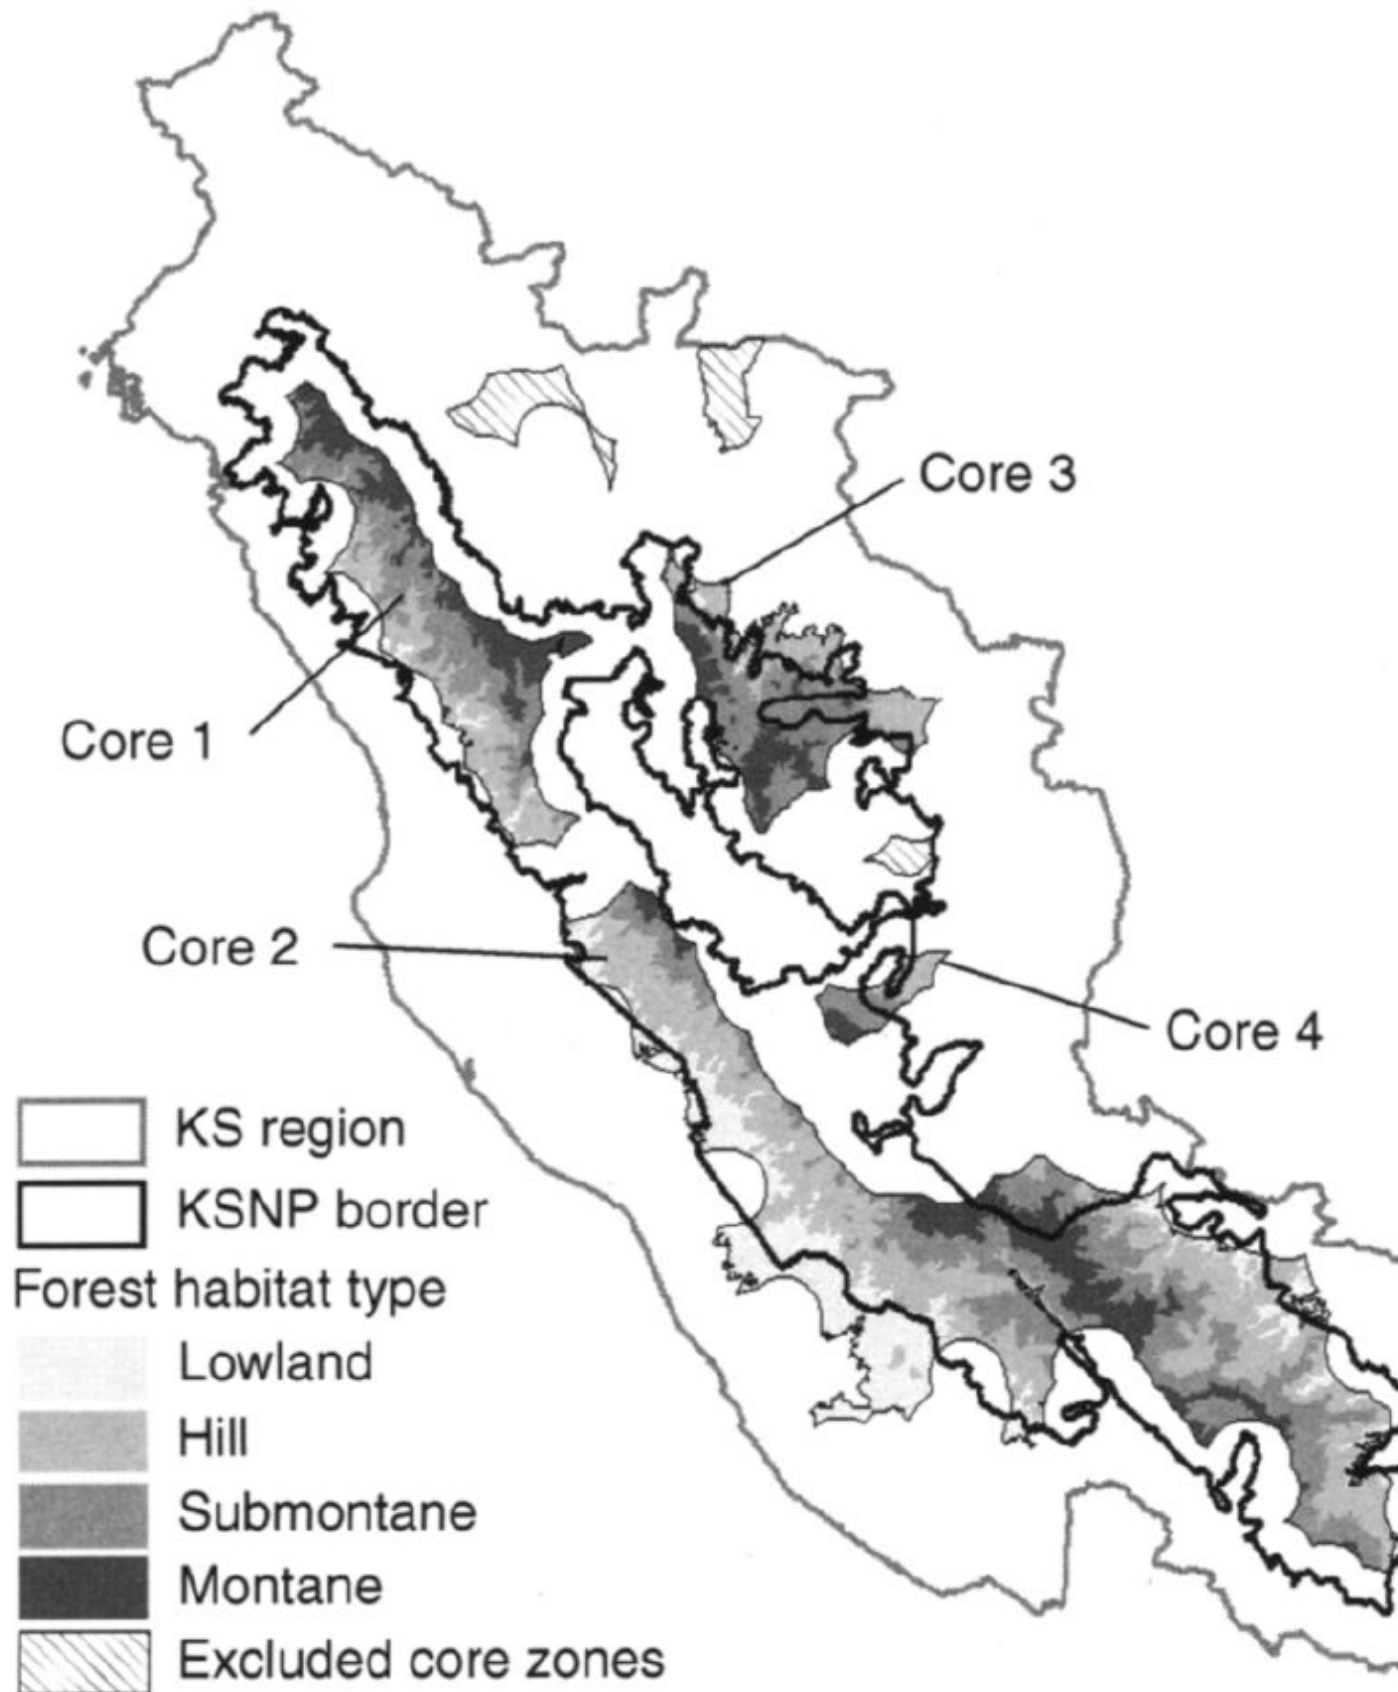 Core 3
Core 1
Core 2
Core 4
KS region
KSNP border
Forest habitat type
Lowland
Hill
Submontane
Montane
Excluded core zones